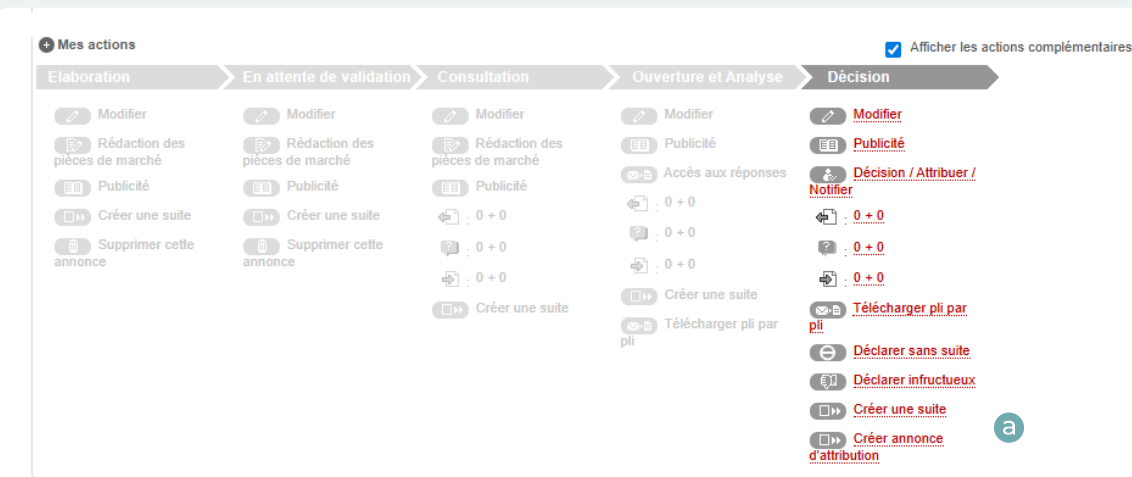 Mes actions
Afficher les actions complémentaires
Elaboration
En attente de validation
Consultation
Ouverture et Analyse
Décision
Modifier
Rédaction des
pièces de marché
Publicité
Créer une suite
Supprimer cette
annonce
Modifier
Rédaction des
pièces de marché
Publicité
Créer une suite
Supprimer cette
annonce
Modifier
Rédaction des
pièces de marché
Publicité
: 0 + 0
: 0 + 0
: 0 + 0
Créer une suite
Modifier
Publicité
Accès aux réponses
: 0 + 0
: 0 + 0
: 0 + 0
Créer une suite
Télécharger pli par
pli
Modifier
Publicité
Décision / Attribuer /
Notifier
: 0 + 0
: 0 + 0
: 0 + 0
Télécharger pli par
pli
Déclarer sans suite
Déclarer infructueux
Créer une suite
Créer annonce
d'attribution
a